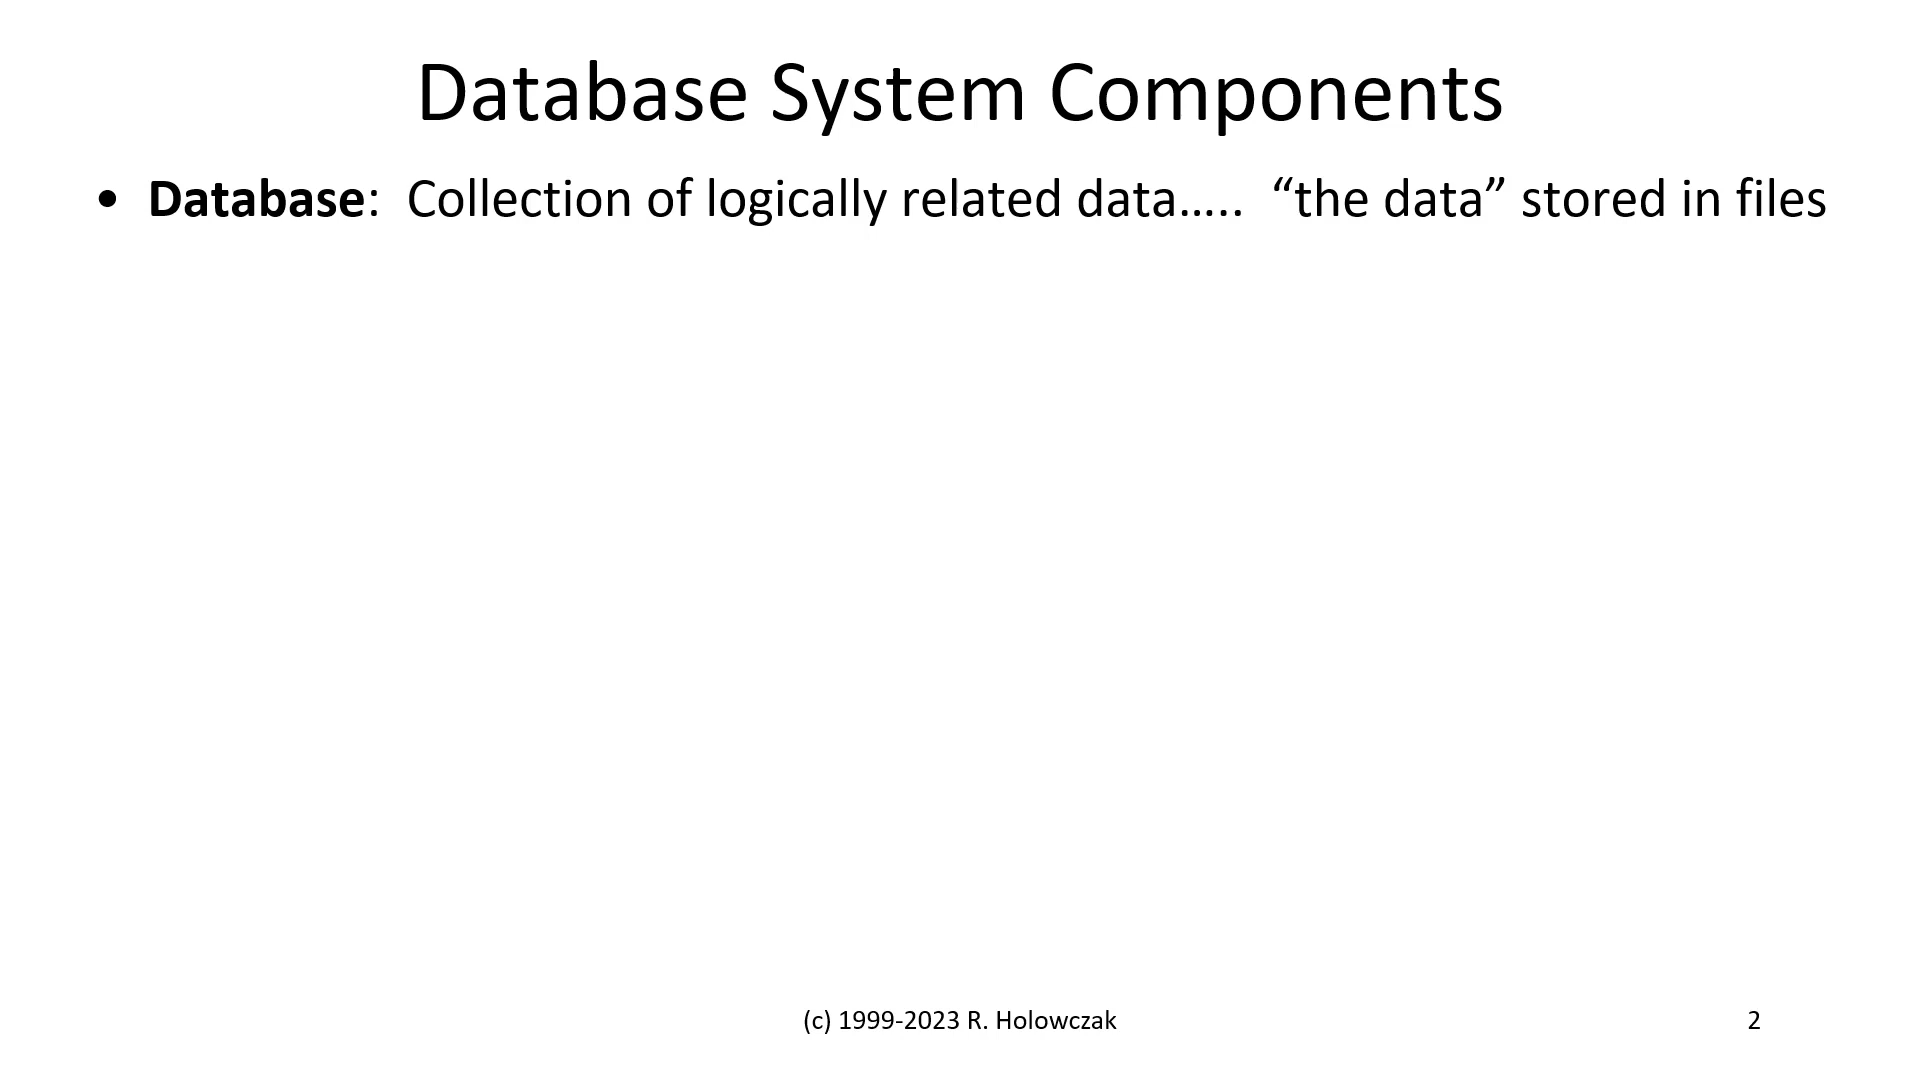 Database System Components
• Database:  Collection of logically related data.....  “the data” stored in files
(c) 1999-2023 R. Holowczak
2